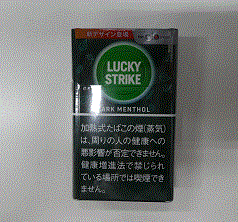 新デザイン登場
LUCKY
STRIKE
DARK MENTHOL
加熱式たばこの煙(蒸気)
は、周りの人の健康への
悪影響が否定できません。
健康増進法で禁じられ
ている場所では喫煙でき
ません。